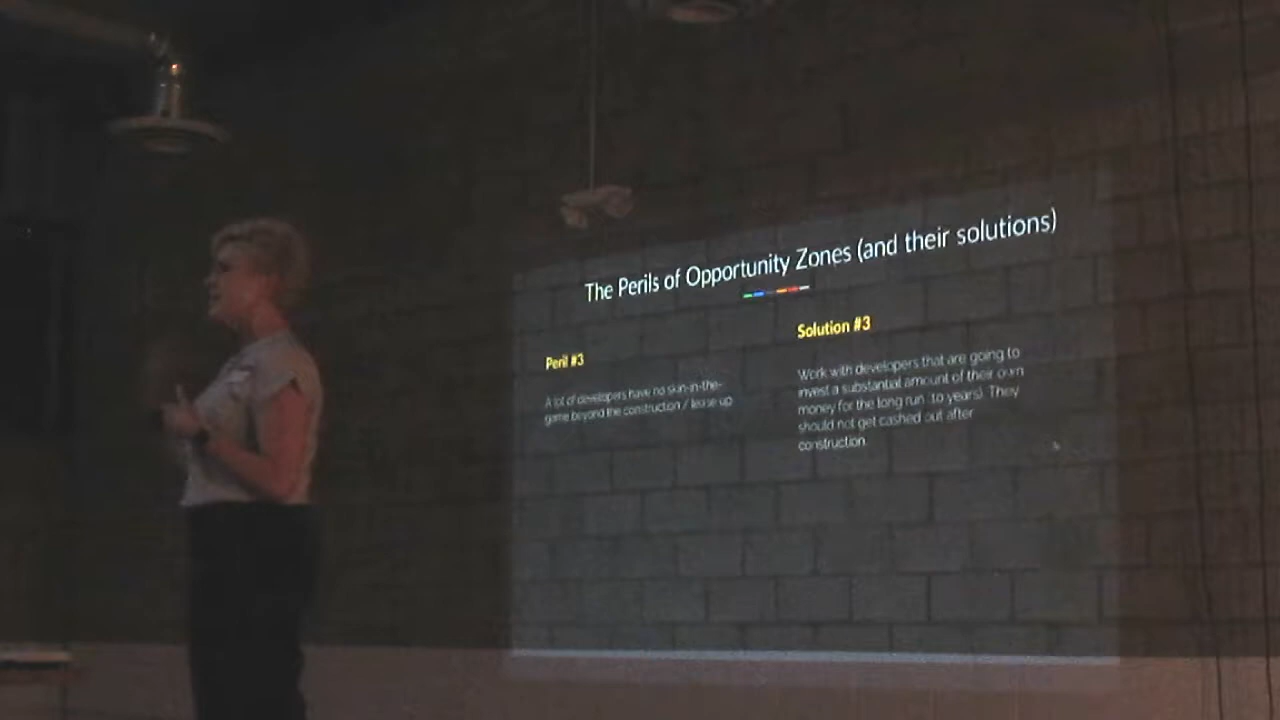 The Perils of Opportunity Zones (and their solutions)
Peril #3
A lot of developers have no skin-in-the-
game beyond the construction / lease up
Solution #3
Work with developers that are going to
invest a substantial amount of their own
money for the long run to years). They
should not get cashed out after
construction.